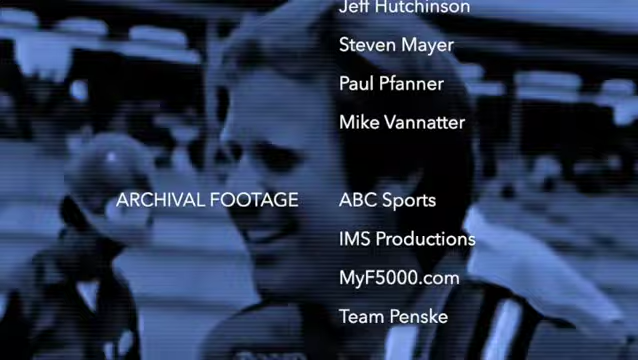 Jeff Hutchinson
Steven Mayer
Paul Pfanner
Mike Vannatter
ARCHIVAL FOOTAGE ABC Sports
IMS Productions
MyF5000.com
Team Penske